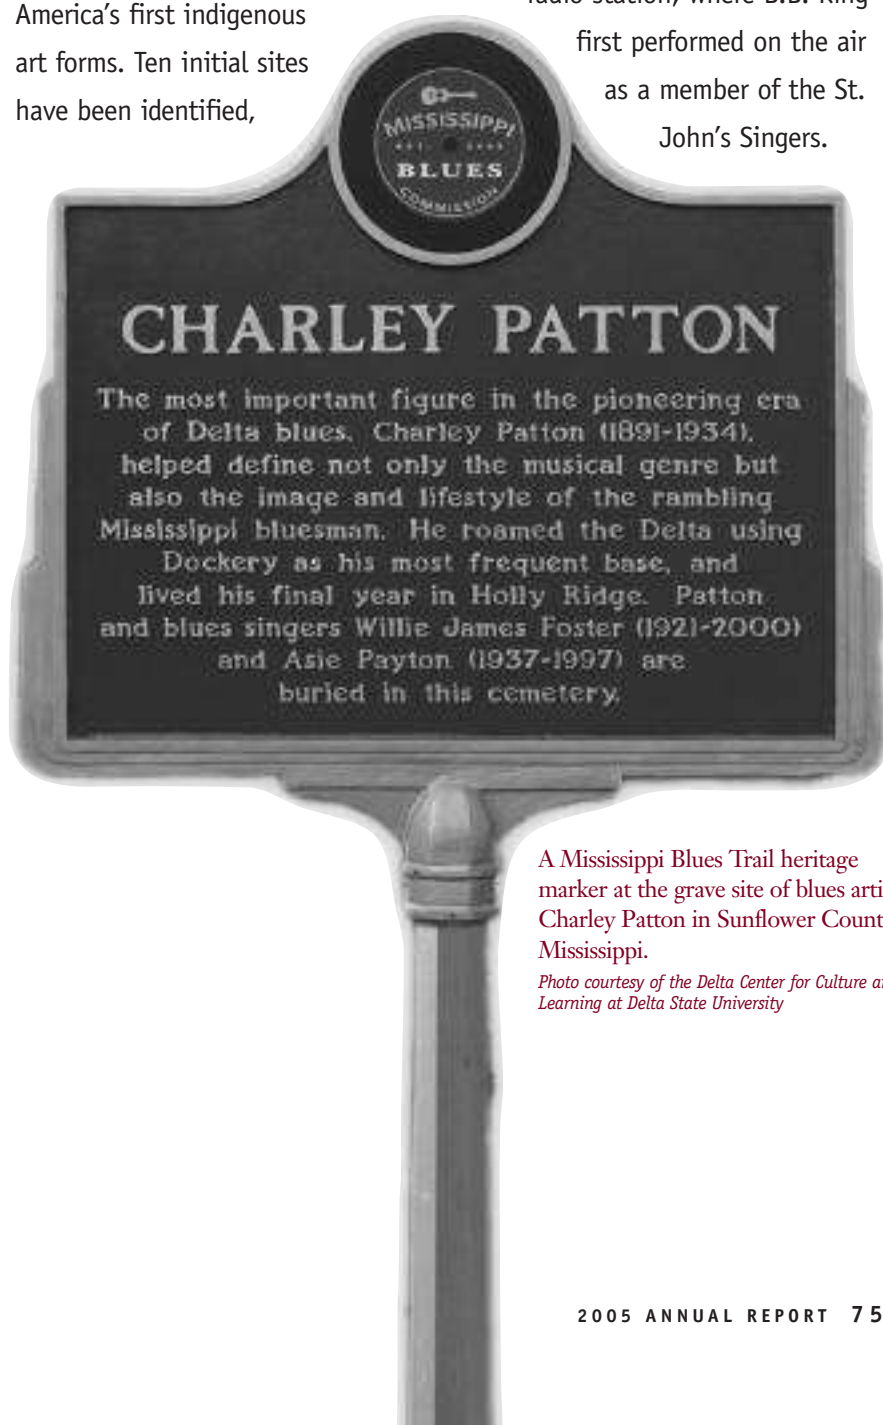 America’s first indigenous
art forms. Ten initial sites
have been identified,
radio station, where B.B. King
first performed on the air
as a member of the St.
John’s Singers.
MISSISSIPPI
BLUES
COMMISSION
CHARLEY PATTON
The most important figure in the pioneering era
of Delta blues, Charley Patton (1891-1934),
helped define not only the musical genre but
also the image and lifestyle of the rambling
Mississippi bluesman. He roamed the Delta using
Dockery as his most frequent base, and
lived his final year in Holly Ridge. Patton
and blues singers Willie James Foster (1921-2000)
and Asie Payton (1937-1997) are
buried in this cemetery.
A Mississippi Blues Trail heritage
marker at the grave site of blues arti
Charley Patton in Sunflower Count
Mississippi.
Photo courtesy of the Delta Center for Culture a
Learning at Delta State University
2005 ANNUAL REPORT 75